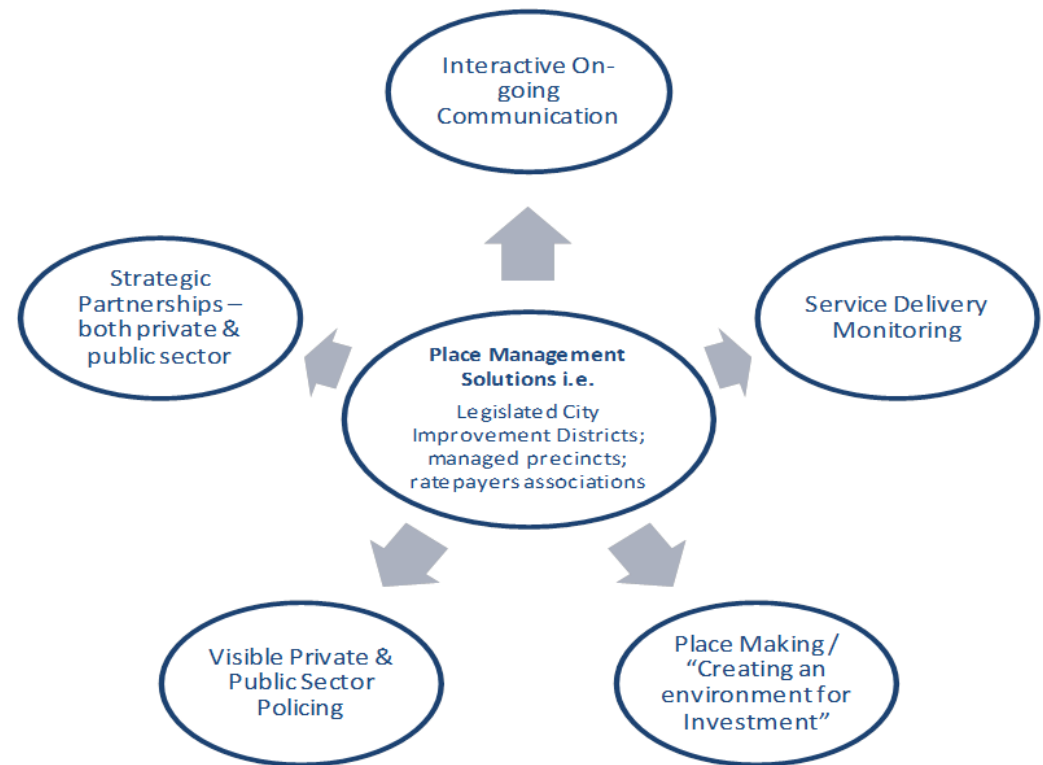 Interactive On-
going
Communication
Strategic
Partnerships –
both private &
public sector
Service Delivery
Monitoring
Place Management
Solutions i.e.
Legislated City
Improvement Districts;
managed precincts;
ratepayers associations
Visible Private &
Public Sector
Policing
Place Making /
“Creating an
environment for
Investment”